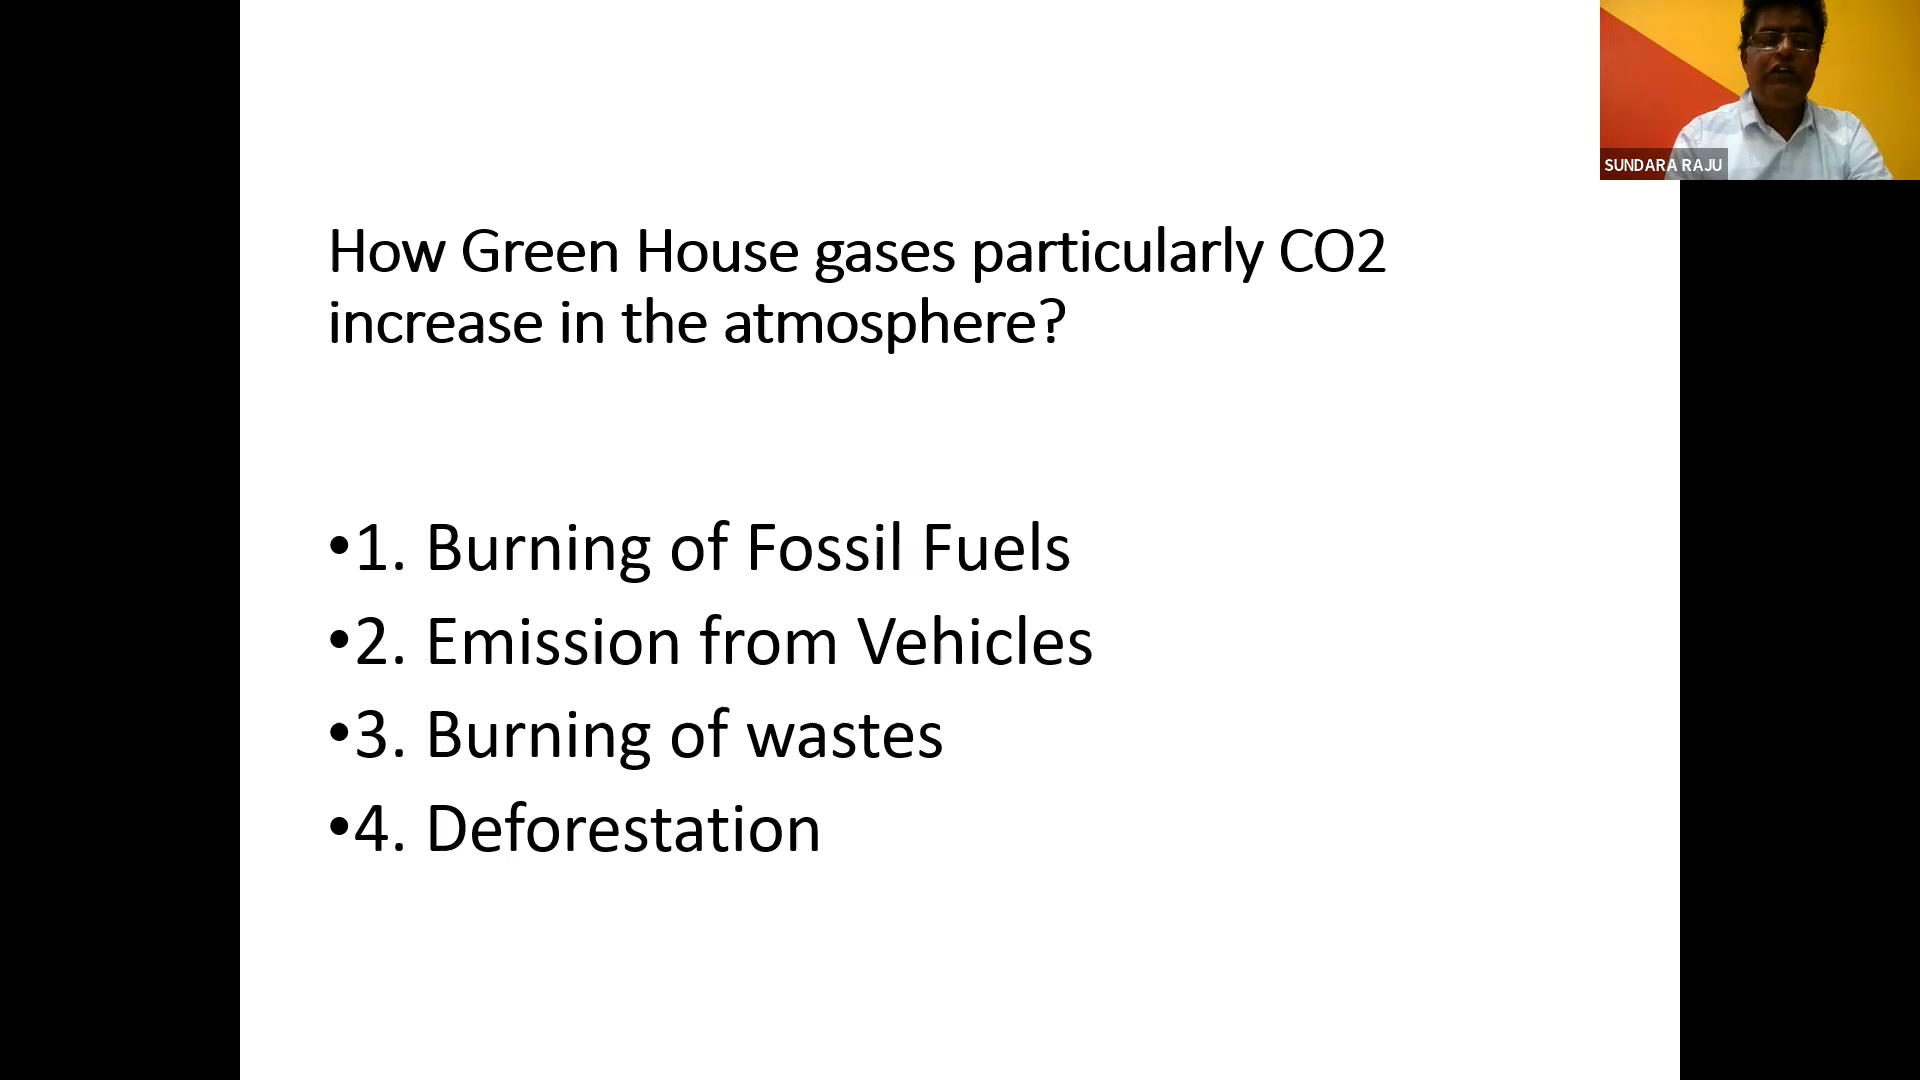 SUNDARA RAJU
How Green House gases particularly CO2
increase in the atmosphere?
•1. Burning of Fossil Fuels
•2. Emission from Vehicles
•3. Burning of wastes
•4. Deforestation